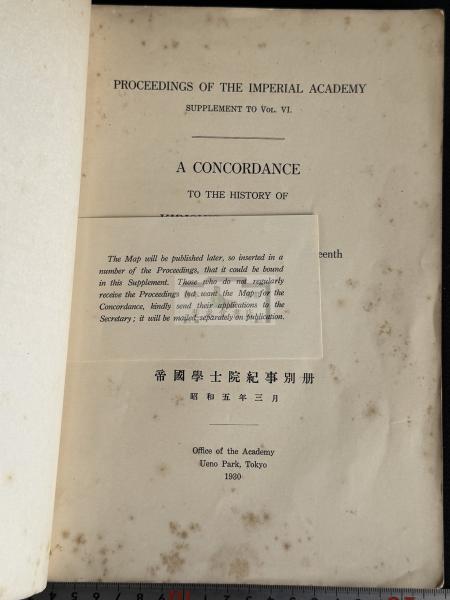 PROCEEDINGS OF THE IMPERIAL ACADEMY
SUPPLEMENT TO VOL. VI.
A CONCORDANCE
TO THE HISTORY OF
eenth
The Map will be published later, so inserted in a
number of the Proceedings, that it could be bound
in this Supplement. Those who do not regularly
receive the Proceedings but want the Map for the
Concordance, kindly send their applications to the
Secretary; it will be mailed separately on publication.
帝國學士院紀事別册
昭和五年三月
Office of the Academy
Ueno Park, Tokyo
1930